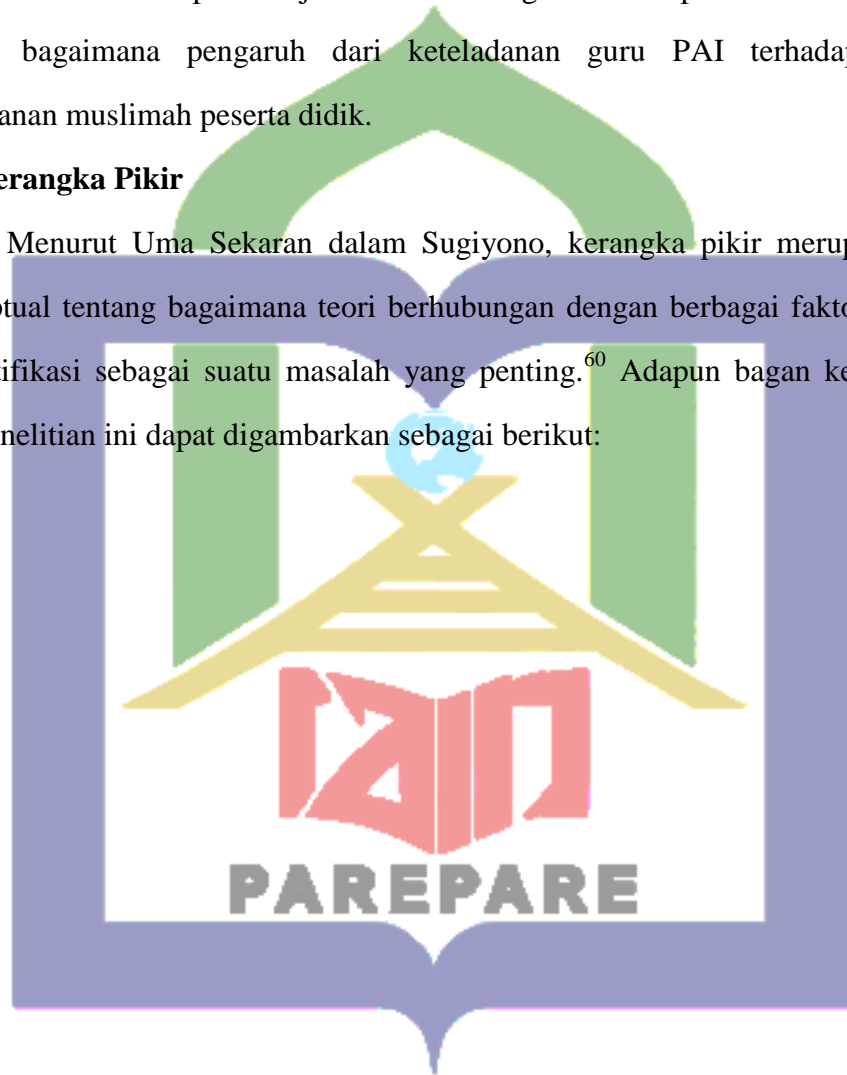 bagaimana pengaruh dari keteladanan guru PAI terhadap
anan muslimah peserta didik.
erangka Pikir
Menurut Uma Sekaran dalam Sugiyono, kerangka pikir merup
ptual tentang bagaimana teori berhubungan dengan berbagai fakto
tifikasi sebagai suatu masalah yang penting.60 Adapun bagan ke
nelitian ini dapat digambarkan sebagai berikut:
iain
PAREPARE